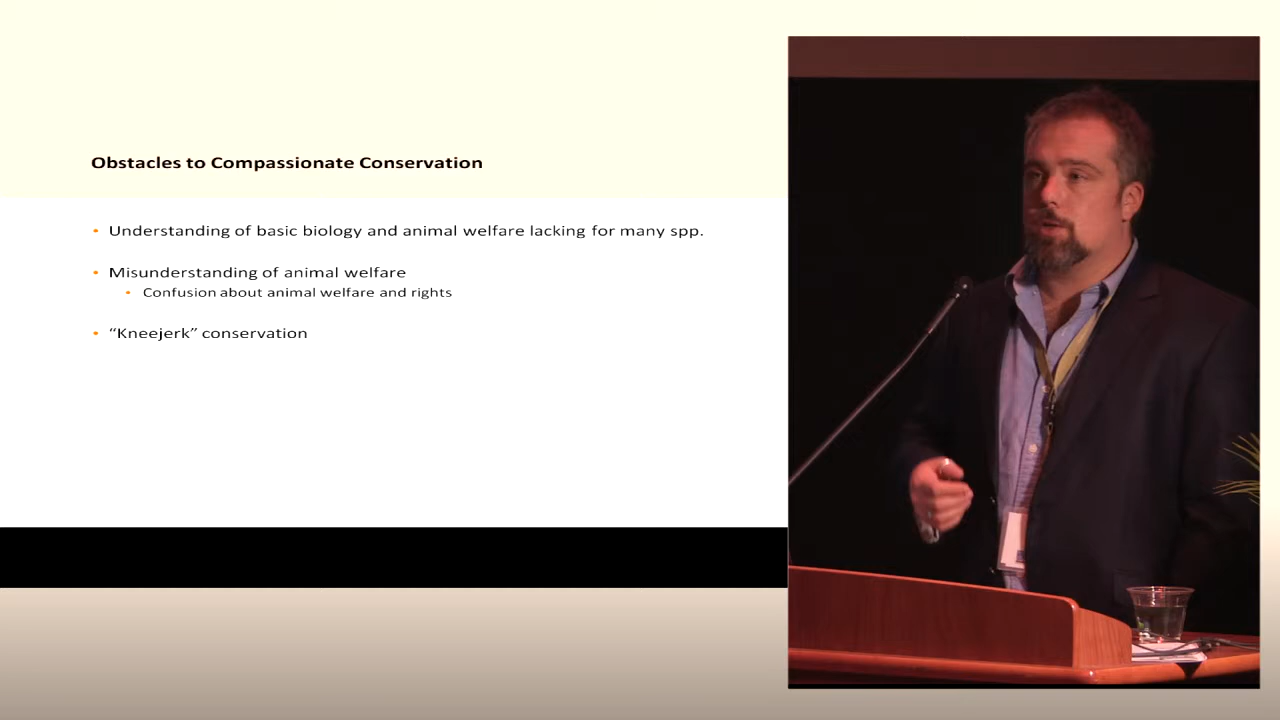 Obstacles to Compassionate Conservation
• Understanding of basic biology and animal welfare lacking for many spp.
• Misunderstanding of animal welfare
• Confusion about animal welfare and rights
• “Kneejerk” conservation